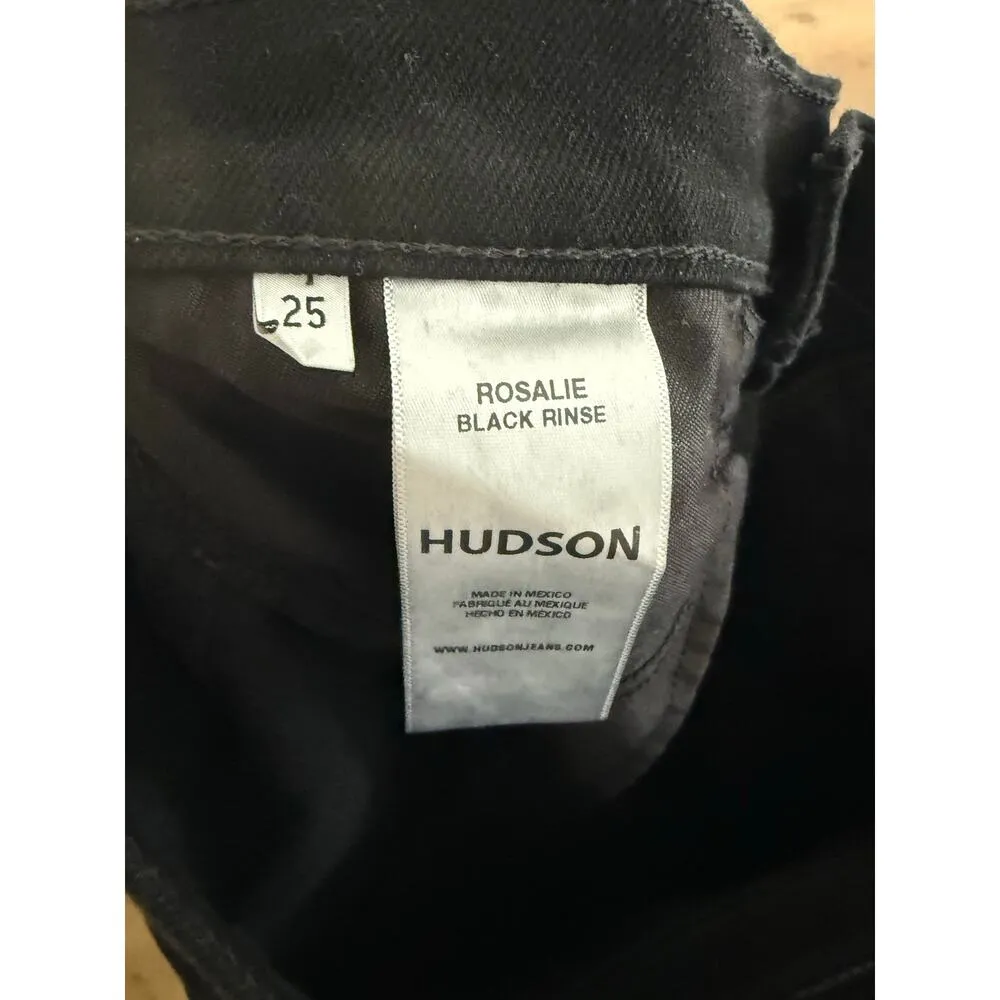 25
ROSALIE
BLACK RINSE
HUDSON
MADE IN MEXICO
FABRIQUÉ AU MEXIQUE
HECHO EN MÉXICO
WWW.HUDSONJEANS.COM